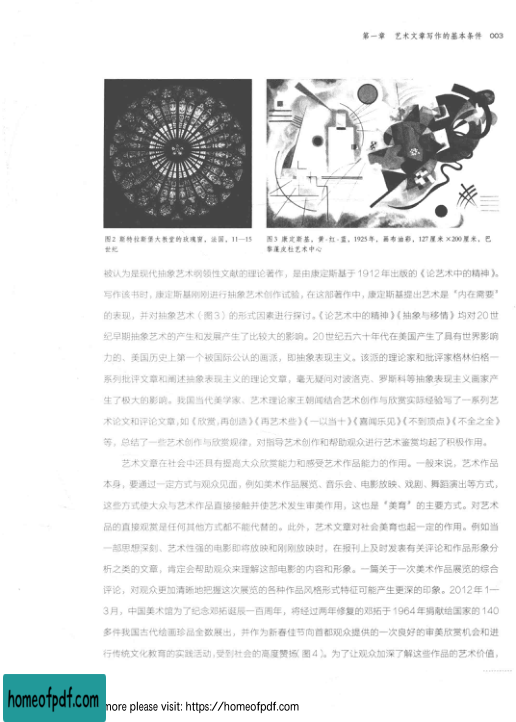 第一章 艺术文章写作的基本条件 003
图2 斯特拉斯堡大教堂的玫瑰窗，法国，11—15
世纪
图3 康定斯基，黄·红·蓝，1925年，画布油彩，127厘米×200厘米，巴
黎蓬皮杜艺术中心
被认为是现代抽象艺术纲领性文献的理论著作，是由康定斯基于1912年出版的《论艺术中的精神》。
写作该书时，康定斯基刚刚进行抽象艺术创作试验，在这部著作中，康定斯基提出艺术是“内在需要”
的表现，并对抽象艺术（图3）的形式因素进行探讨。《论艺术中的精神》《抽象与移情》均对20世
纪早期抽象艺术的产生和发展产生了比较大的影响。20世纪五六十年代在美国产生了具有世界影响
力的、美国历史上第一个被国际公认的画派，即抽象表现主义。该派的理论家和批评家格林伯格一
系列批评文章和阐述抽象表现主义的理论文章，毫无疑问对波洛克、罗斯科等抽象表现主义画家产
生了极大的影响。我国当代美学家、艺术理论家王朝闻结合艺术创作与欣赏实际经验写了一系列艺
术论文和评论文章，如《欣赏，再创造》《再艺术些》《一以当十》《喜闻乐见》《不到顶点》《不全之全》
等，总结了一些艺术创作与欣赏规律，对指导艺术创作和帮助观众进行艺术鉴赏均起了积极作用。
艺术文章在社会中还具有提高大众欣赏能力和感受艺术作品能力的作用。一般来说，艺术作品
本身，要通过一定方式与观众见面，例如美术作品展览、音乐会、电影放映、戏剧、舞蹈演出等方式，
这些方式使大众与艺术作品直接接触并使艺术发生审美作用，这也是“美育”的主要方式。对艺术
品的直接观赏是任何其他方式都不能代替的。此外，艺术文章对社会美育也起一定的作用。例如当
一部思想深刻、艺术性强的电影即将放映和刚刚放映时，在报刊上及时发表有关评论和作品形象分
析之类的文章，肯定会帮助观众来理解这部电影的内容和形象。一篇关于一次美术作品展览的综合
评论，对观众更加清晰地把握这次展览的各种作品风格形式特征可能产生更深的印象。2012年1—
3月，中国美术馆为了纪念邓拓诞辰一百周年，将经过两年修复的邓拓于1964年捐献给国家的140
多件我国古代绘画珍品全数展出，并作为新春佳节向首都观众提供的一次良好的审美欣赏机会和进
行传统文化教育的实践活动，受到社会的高度赞扬（图4）。为了让观众加深了解这些作品的艺术价值，
homeofpdf.com
more please visit: https://homeofpdf.com